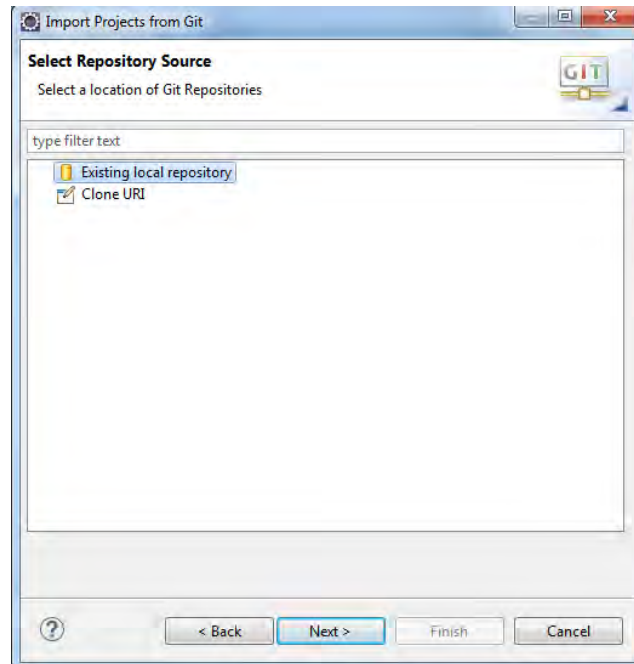 Import Projects from Git
Select Repository Source
Select a location of Git Repositories
GIT
type filter text
Existing local repository
Clone URI
?
< Back
Next >
Finish
Cancel